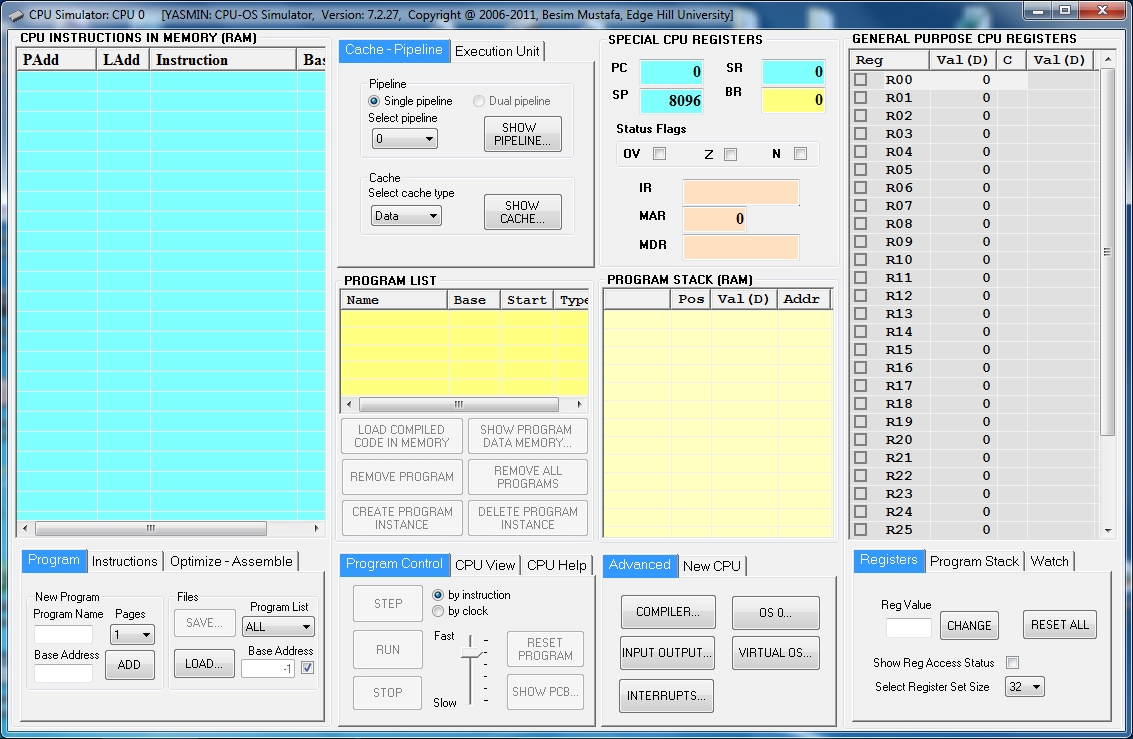 CPU Simulator: CPU 0 [YASMIN: CPU-OS Simulator, Version: 7.2.27, Copyright @ 2006-2011, Besim Mustafa, Edge Hill University]
CPU INSTRUCTIONS IN MEMORY (RAM)
PAdd LAdd Instruction Bas
Program Instructions Optimize - Assemble
New Program
Program Name Pages
1
Base Address
ADD
Files
SAVE...
Program List
ALL
LOAD...
Base Address
-1
Cache - Pipeline Execution Unit
Pipeline
Single pipeline Dual pipeline
Select pipeline
0
SHOW
PIPELINE...
Cache
Select cache type
Data
SHOW
CACHE...
PROGRAM LIST
Name Base Start Type
LOAD COMPILED
CODE IN MEMORY
SHOW PROGRAM
DATA MEMORY...
REMOVE PROGRAM
REMOVE ALL
PROGRAMS
CREATE PROGRAM
INSTANCE
DELETE PROGRAM
INSTANCE
Program Control CPU View CPU Help
STEP
RUN
STOP
by instruction
by clock
Fast
Slow
RESET
PROGRAM
SHOW PCB...
SPECIAL CPU REGISTERS
PC 0 SR 0
SP 8096 BR 0
Status Flags
OV Z N
IR
MAR 0
MDR
PROGRAM STACK (RAM)
Pos Val(D) Addr
Advanced New CPU
COMPILER... OS 0...
INPUT OUTPUT... VIRTUAL OS...
INTERRUPTS...
GENERAL PURPOSE CPU REGISTERS
Reg Val(D) C Val(D)
R00 0
R01 0
R02 0
R03 0
R04 0
R05 0
R06 0
R07 0
R08 0
R09 0
R10 0
R11 0
R12 0
R13 0
R14 0
R15 0
R16 0
R17 0
R18 0
R19 0
R20 0
R21 0
R22 0
R23 0
R24 0
R25 0
Registers Program Stack Watch
Reg Value
CHANGE RESET ALL
Show Reg Access Status
Select Register Set Size 32